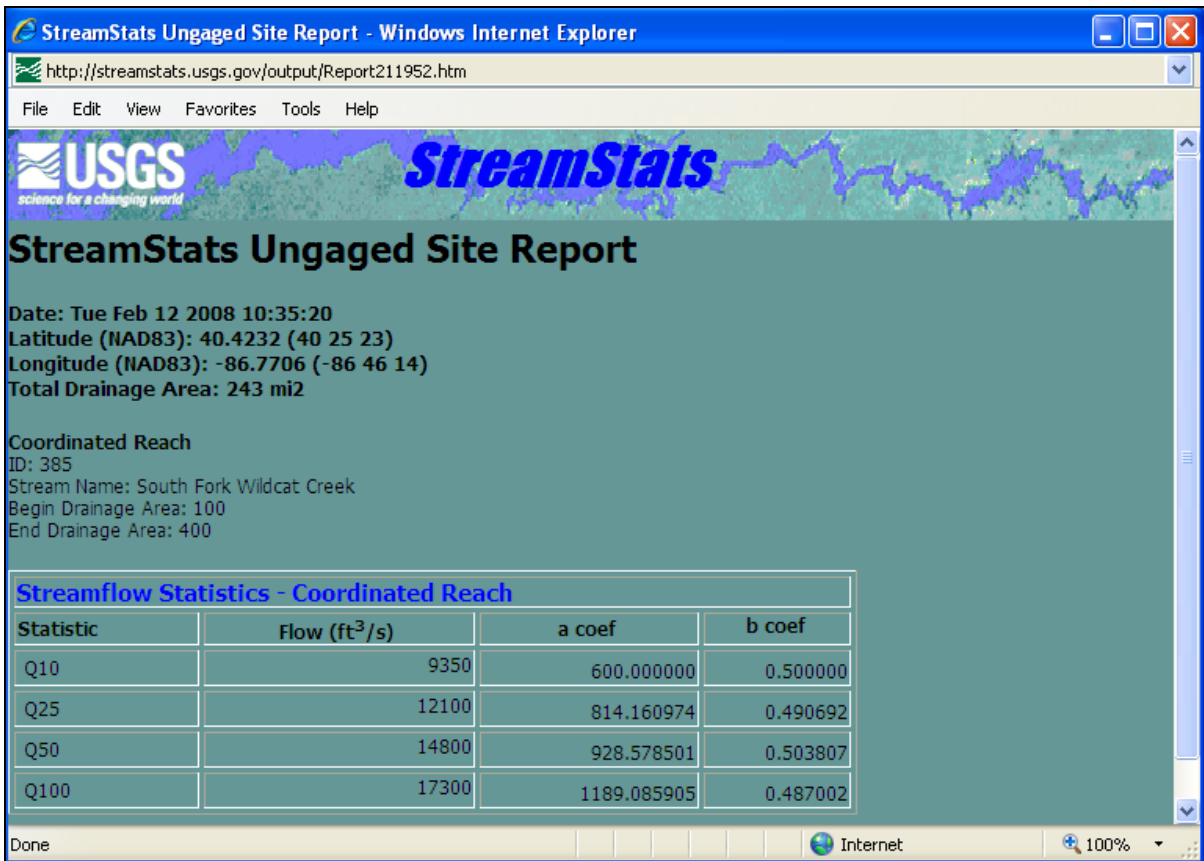 StreamStats Ungaged Site Report - Windows Internet Explorer
http://streamstats.usgs.gov/output/Report211952.htm
File Edit View Favorites Tools Help
USGS
science for a changing world
StreamStats
StreamStats Ungaged Site Report
Date: Tue Feb 12 2008 10:35:20
Latitude (NAD83): 40.4232 (40 25 23)
Longitude (NAD83): -86.7706 (-86 46 14)
Total Drainage Area: 243 mi2
Coordinated Reach
ID: 385
Stream Name: South Fork Wildcat Creek
Begin Drainage Area: 100
End Drainage Area: 400
Streamflow Statistics - Coordinated Reach
Statistic Flow (ft³/s) a coef b coef
Q10 9350 600.000000 0.500000
Q25 12100 814.160974 0.490692
Q50 14800 928.578501 0.503807
Q100 17300 1189.085905 0.487002
Done Internet 100%